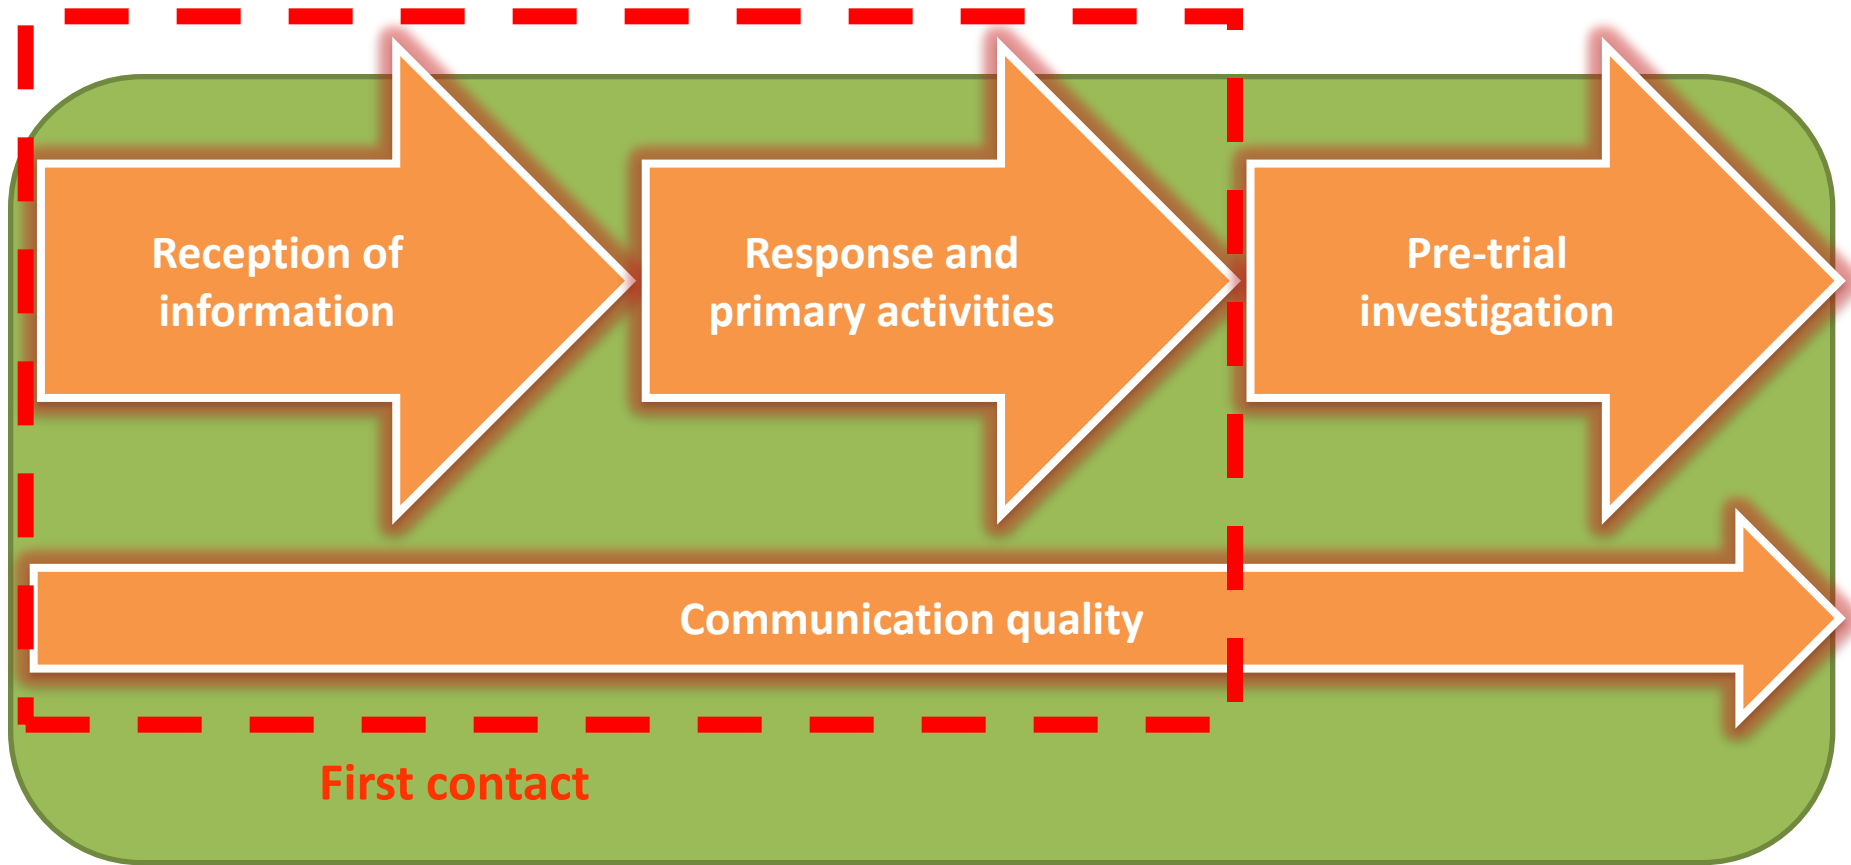 Reception of
information
Response and
primary activities
Pre-trial
investigation
Communication quality
First contact